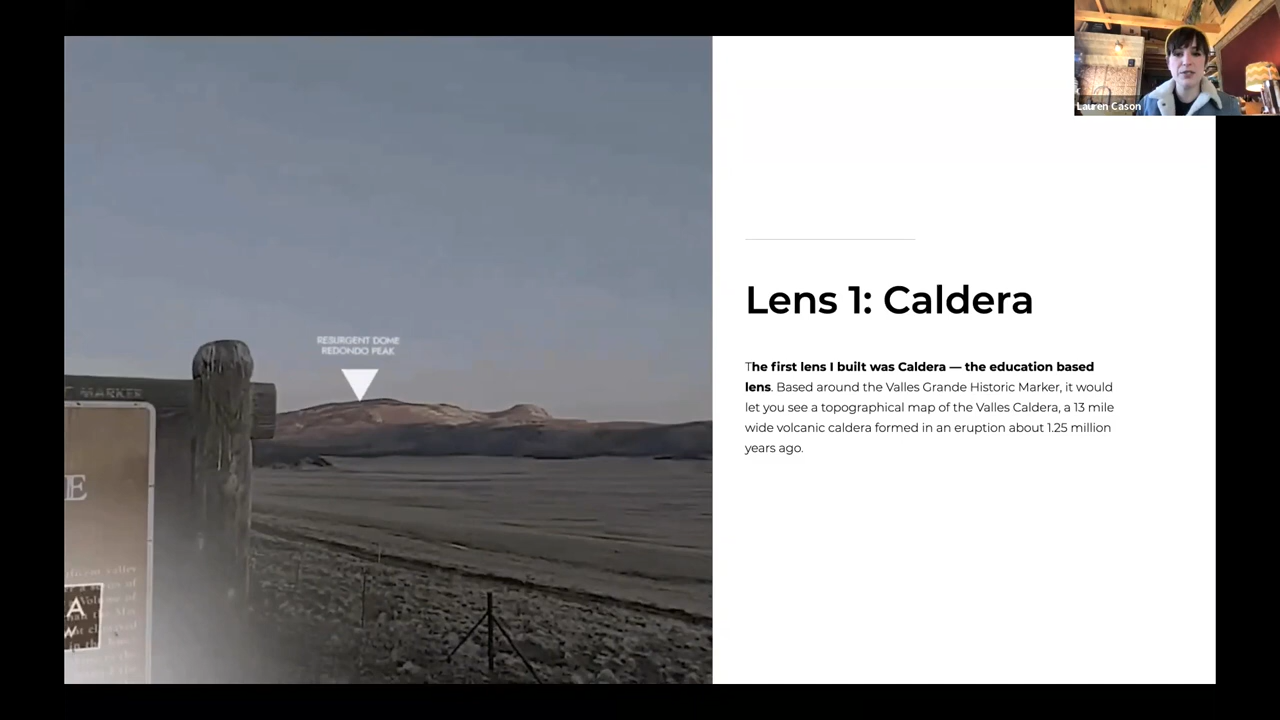 Lauren Cason
RESURGENT DOME
REDONDO PEAK
MARKER
E
A
Lens 1: Caldera
The first lens I built was Caldera — the education based
lens. Based around the Valles Grande Historic Marker, it would
let you see a topographical map of the Valles Caldera, a 13 mile
wide volcanic caldera formed in an eruption about 1.25 million
years ago.